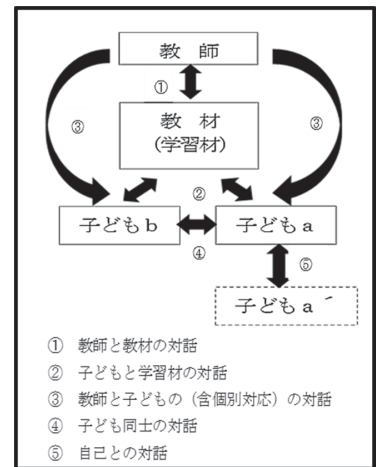 教 師
①
教 材
(学習材)
③
③
②
子どもb
子どもa
④
⑤
子どもa´
① 教師と教材の対話
② 子どもと学習材の対話
③ 教師と子どもの（含個別対応）の対話
④ 子ども同士の対話
⑤ 自己との対話